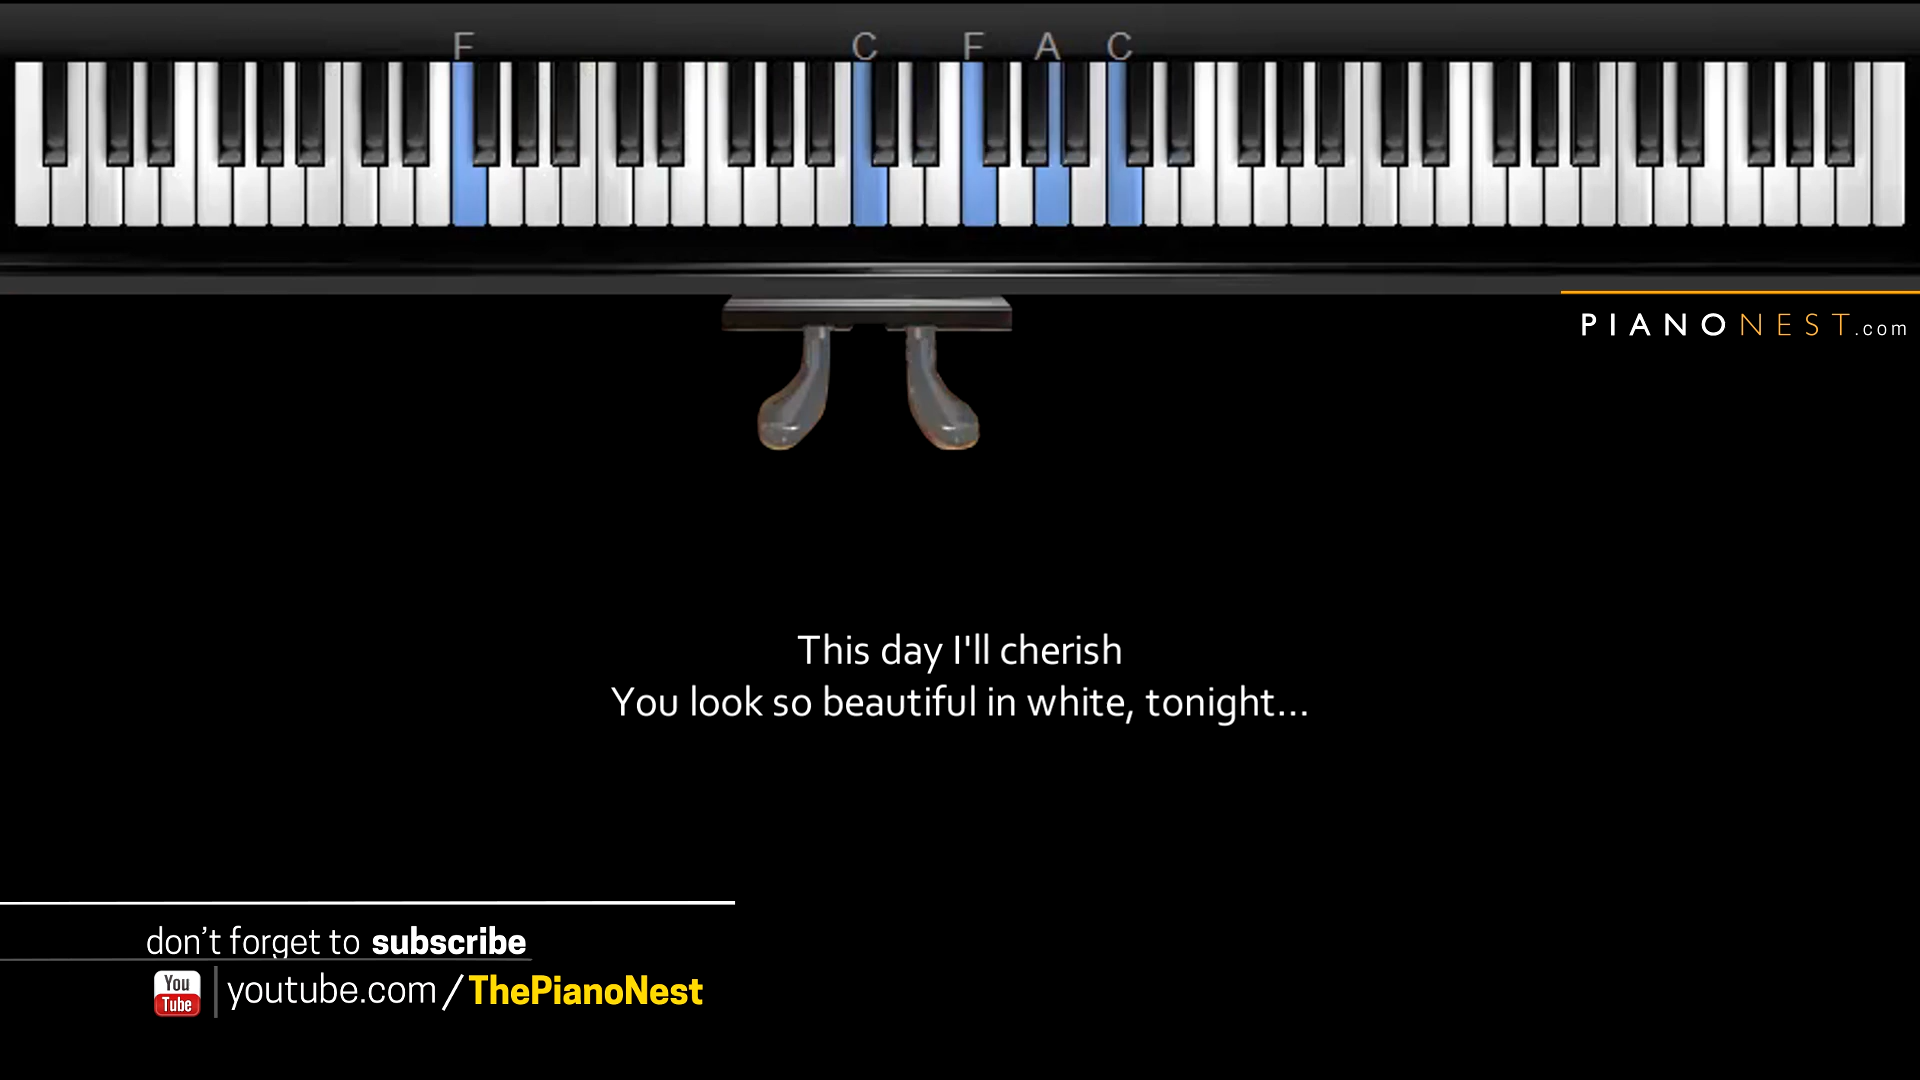 F C F A C
PIANONEST.com
This day I'll cherish
You look so beautiful in white, tonight...
don't forget to subscribe
You Tube youtube.com/ThePianoNest